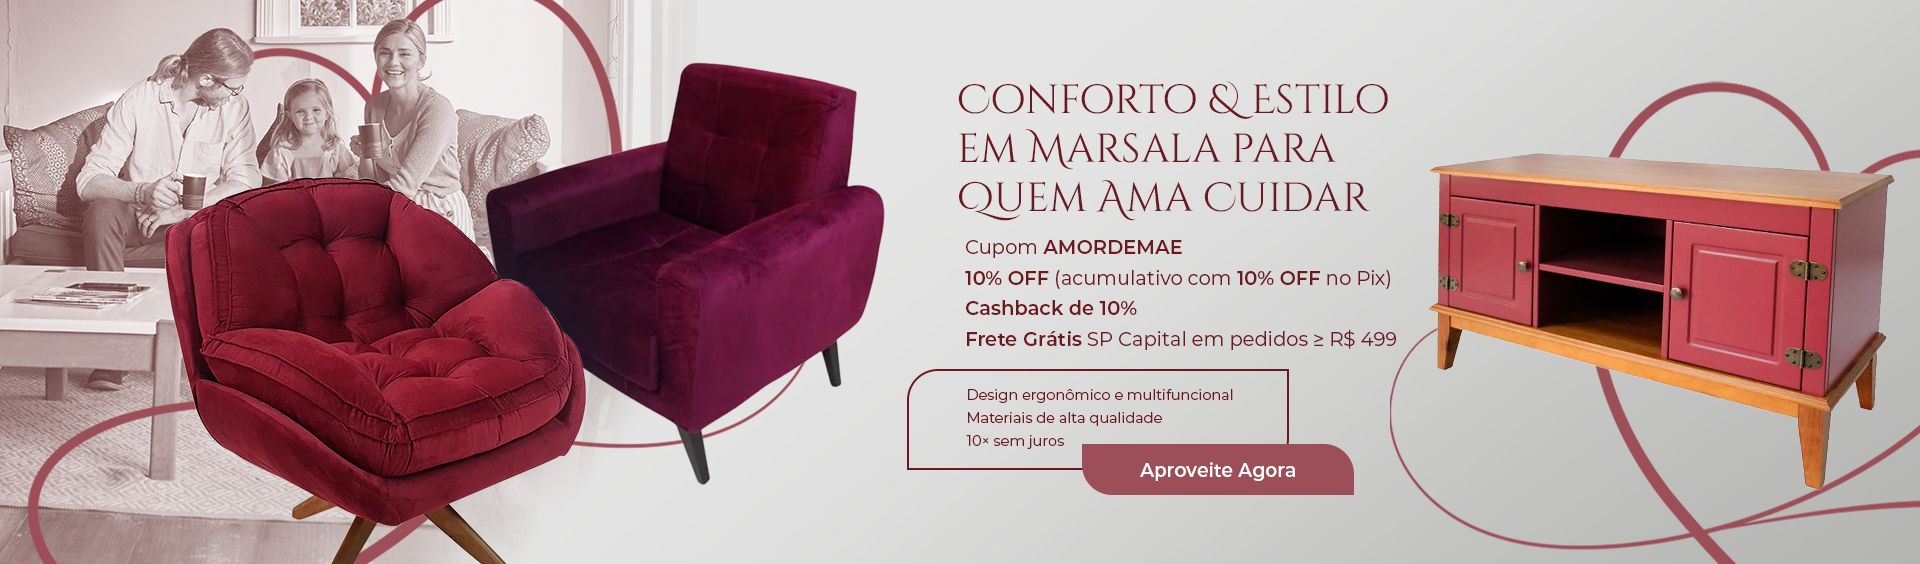 Conforto & Estilo
em Marsala para
Quem Ama Cuidar
Cupom AMORDEMAE
10% OFF (acumulativo com 10% OFF no Pix)
Cashback de 10%
Frete Grátis SP Capital em pedidos ≥ R$ 499
Design ergonômico e multifuncional
Materiais de alta qualidade
10× sem juros
Aproveite Agora